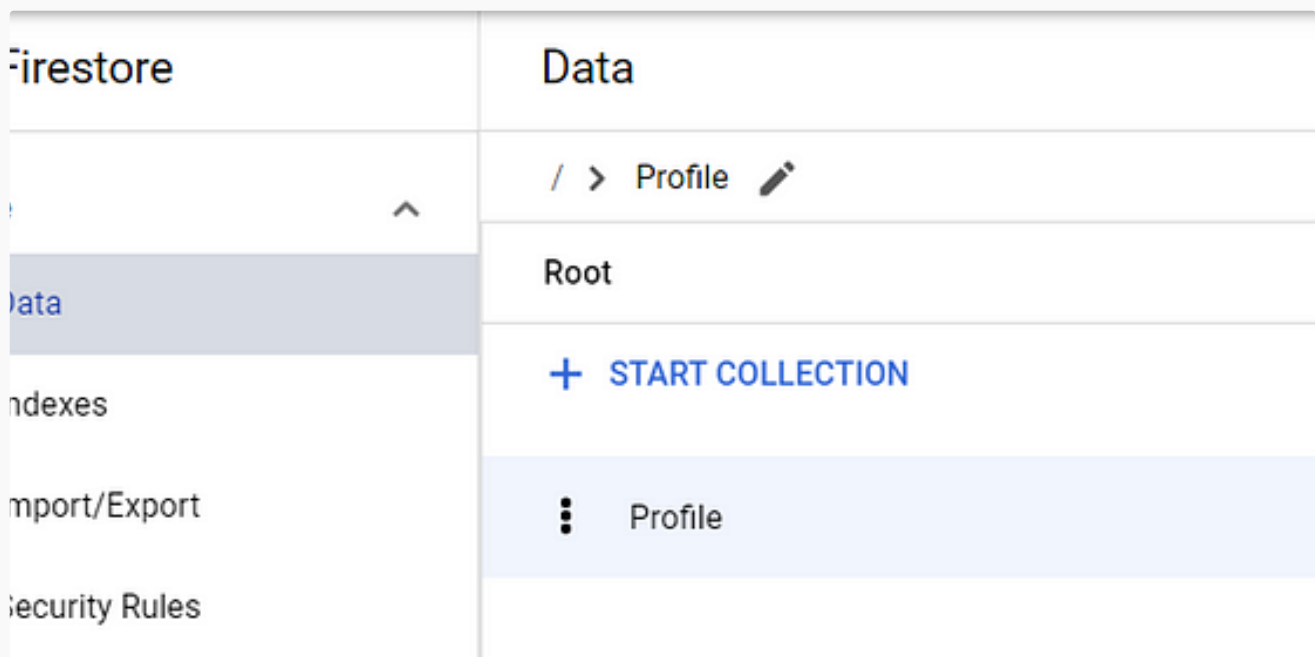 Firestore
Data
/ > Profile
Root
Data
+ START COLLECTION
Indexes
Import/Export
Profile
Security Rules